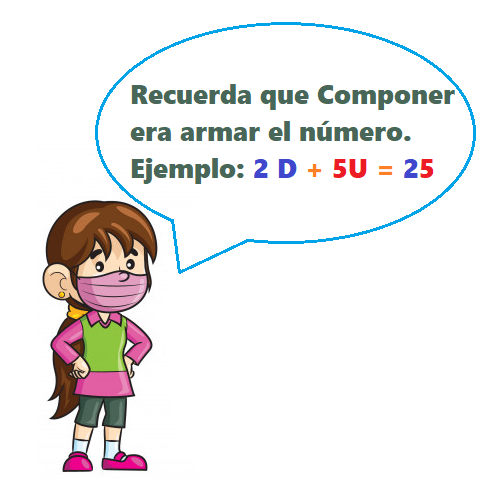 Recuerda que Componer
era armar el número.
Ejemplo: 2 D + 5U = 25